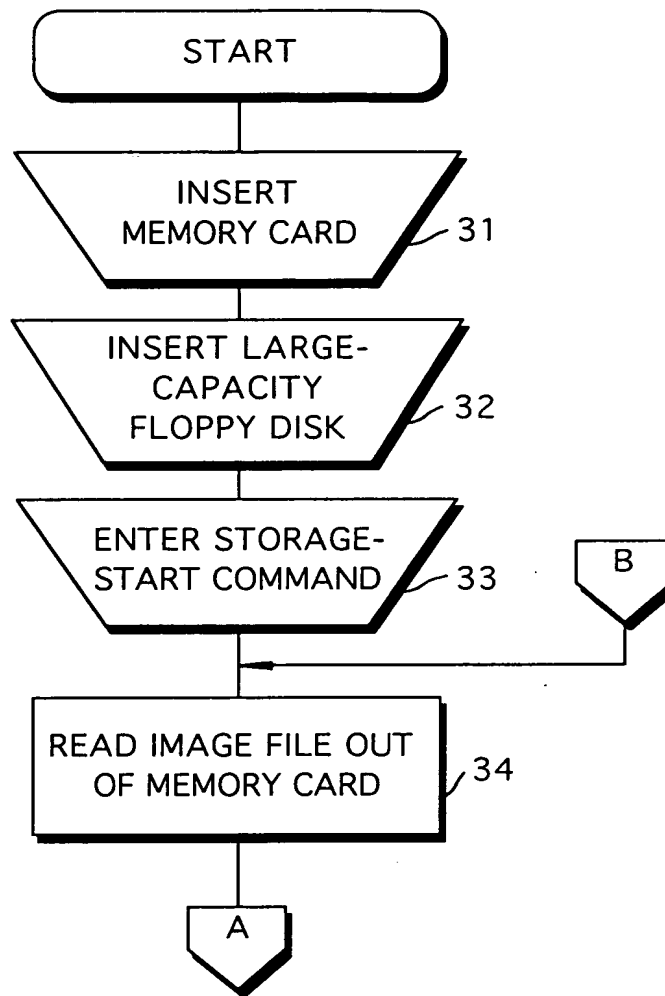 START
INSERT
MEMORY CARD
31
INSERT LARGE-
CAPACITY
FLOPPY DISK
32
ENTER STORAGE-
START COMMAND
33
B
READ IMAGE FILE OUT
OF MEMORY CARD
34
A